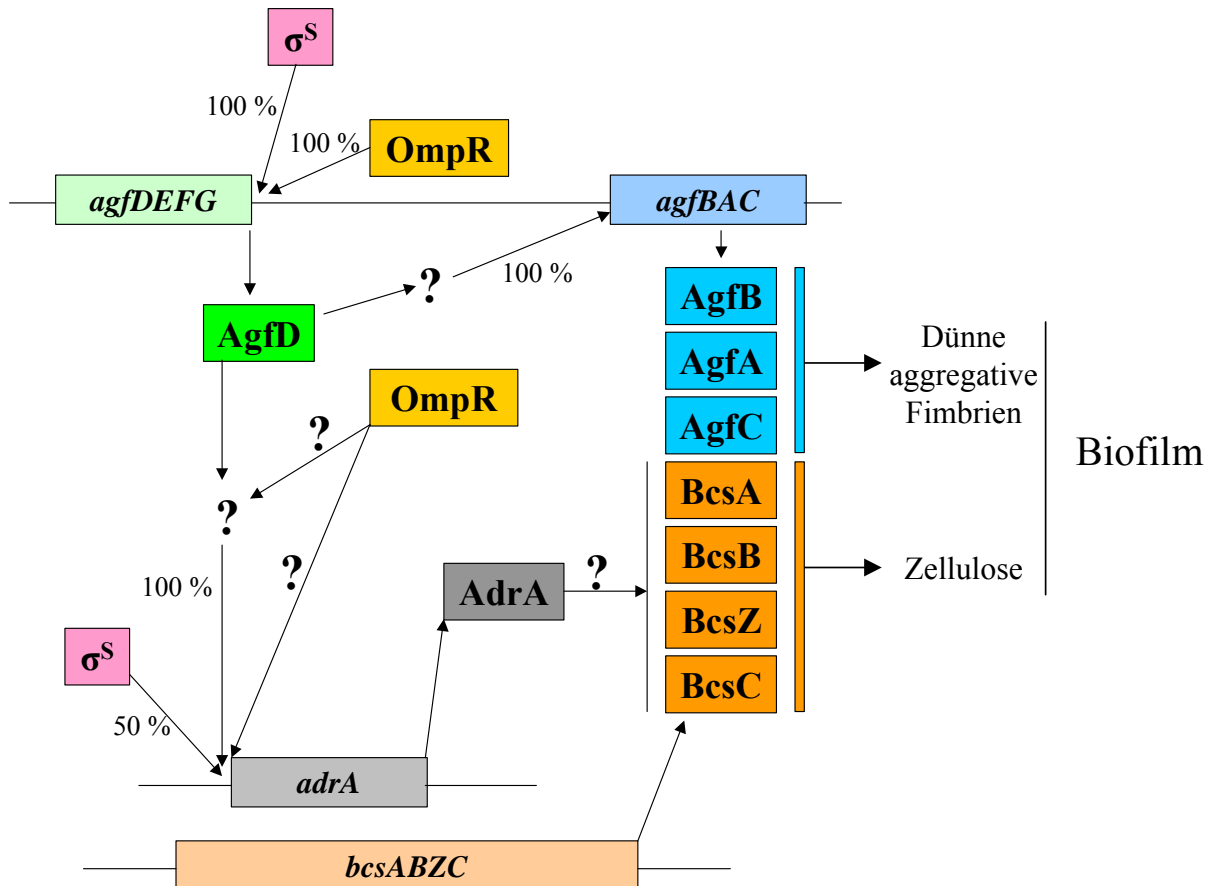 σS
100 %
100 %
OmpR
agfDEFG
agfBAC
?
100 %
AgfD
AgfB
AgfA
AgfC
Dünne
aggregative
Fimbrien
OmpR
?
?
?
100 %
BcsA
BcsB
BcsZ
BcsC
Biofilm
AdrA
?
Zellulose
σS
50 %
adrA
bcsABZC